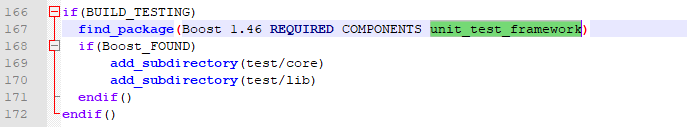 166 if(BUILD_TESTING)
167 find_package(Boost 1.46 REQUIRED COMPONENTS unit_test_framework)
168 if(Boost_FOUND)
169 add_subdirectory(test/core)
170 add_subdirectory(test/lib)
171 endif()
172 endif()